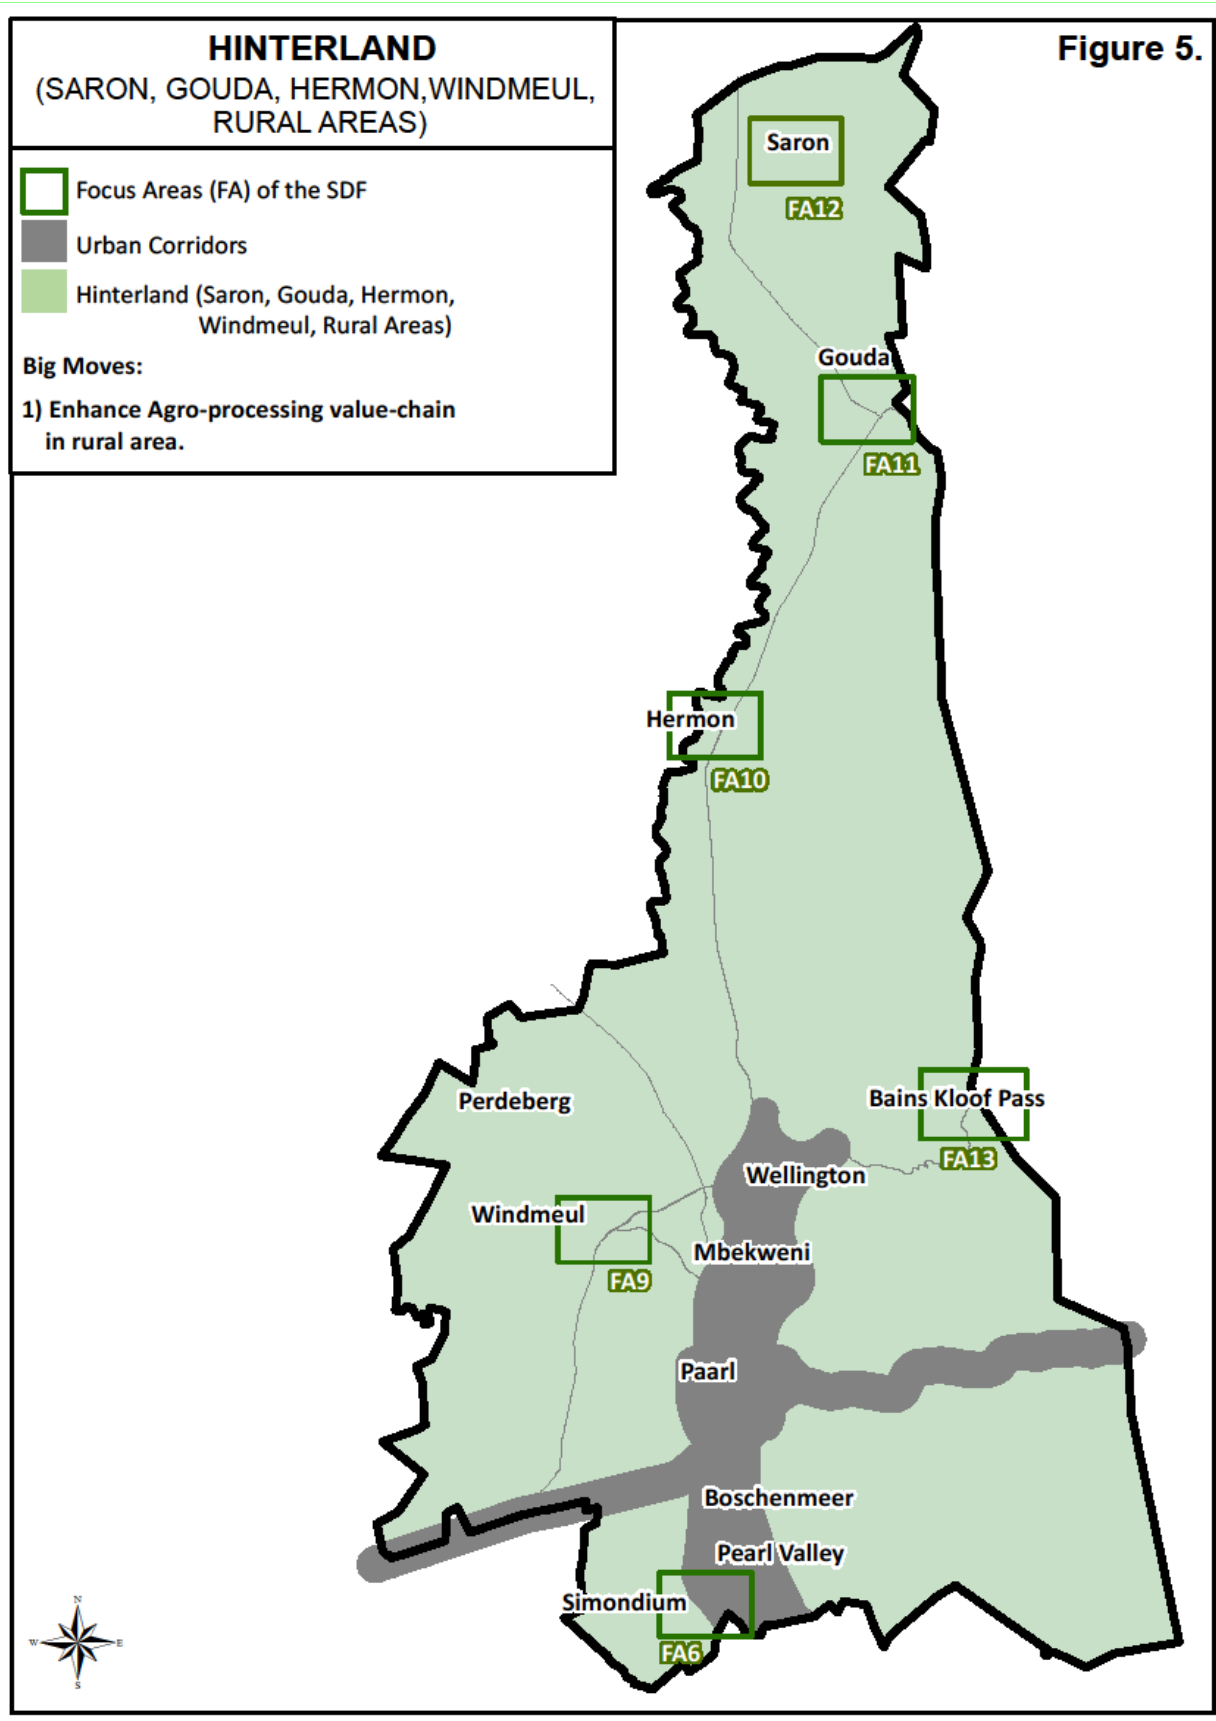 HINTERLAND
(SARON, GOUDA, HERMON,WINDMEUL,
RURAL AREAS)
Figure 5.
Focus Areas (FA) of the SDF
Urban Corridors
Hinterland (Saron, Gouda, Hermon,
Windmeul, Rural Areas)
Big Moves:
1) Enhance Agro-processing value-chain
in rural area.
Saron
FA12
Gouda
FA11
Hermon
FA10
Perdeberg
Bains Kloof Pass
FA13
Wellington
Windmeul
FA9
Mbekweni
Paarl
Boschenmeer
Pearl Valley
Simondium
FA6
N
W
E
S